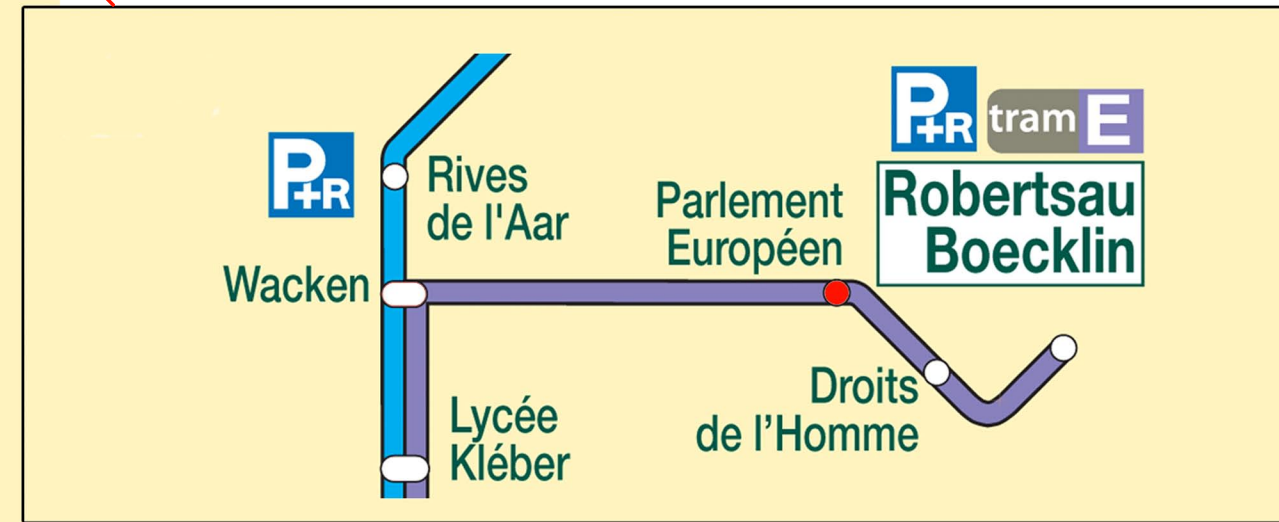 P+R
Rives
de l'Aar
Wacken
Lycée
Kléber
Parlement
Européen
Droits
de l’Homme
P+R tram E
Robertsau
Boecklin